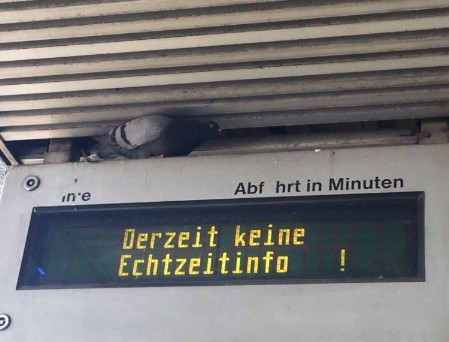 Abf hrt in Minuten
Derzeit keine
Echtzeitinfo !